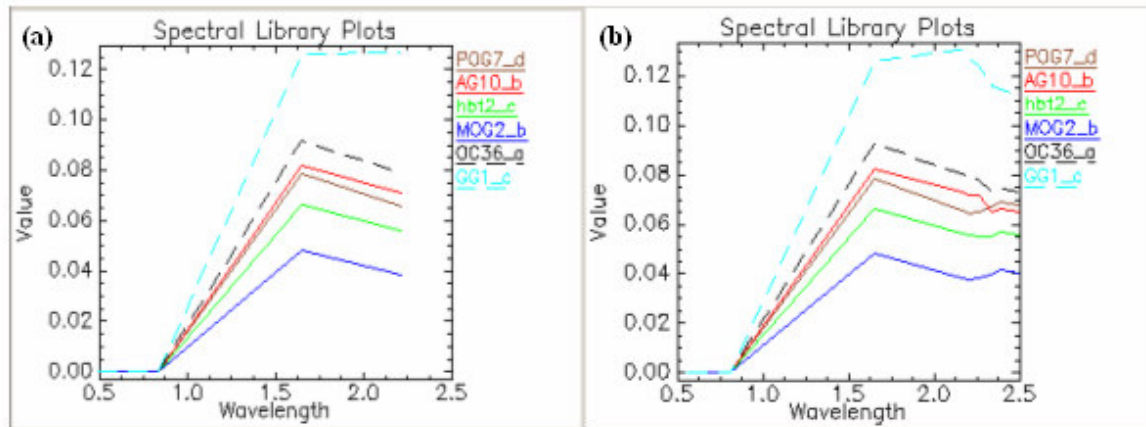 (a)
Spectral Library Plots
Value
0.12
0.10
0.08
0.06
0.04
0.02
0.00
0.5
1.0
1.5
2.0
2.5
Wavelength
POG7_d
AG10_b
hbt2_c
MOG2_b
OC36_a
GG1_c
(b)
Spectral Library Plots
Value
0.12
0.10
0.08
0.06
0.04
0.02
0.00
0.5
1.0
1.5
2.0
2.5
Wavelength
POG7_d
AG10_b
hbt2_c
MOG2_b
OC36_a
GG1_c